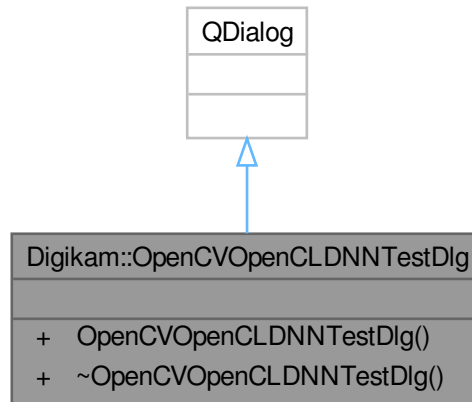 QDialog
Digikam::OpenCVOpenCLDNNTestDlg
+ OpenCVOpenCLDNNTestDlg()
+ ~OpenCVOpenCLDNNTestDlg()